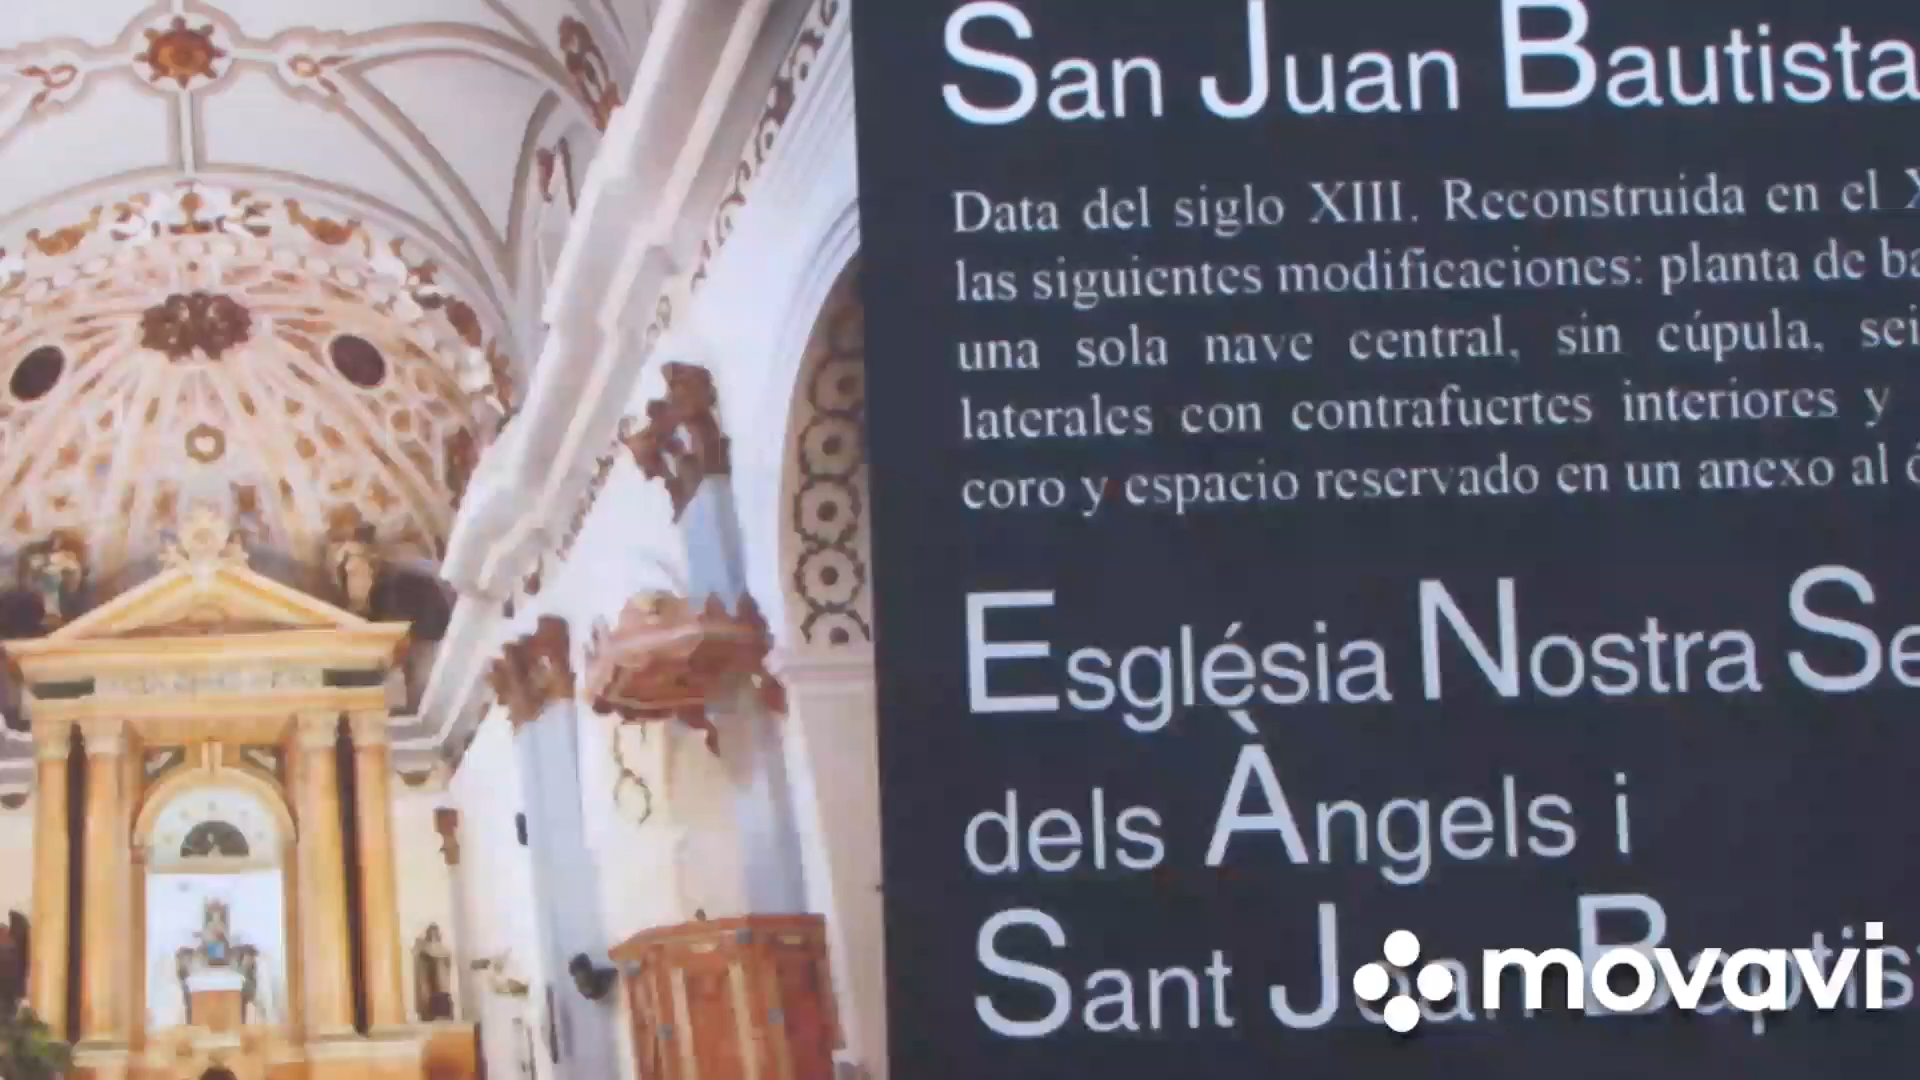 San Juan Bautista
Data del siglo XIII. Reconstruida en el
las siguientes modificaciones: planta de
una sola nave central, sin cúpula,
laterales con contrafuertes interiores y
coro y espacio reservado en un anexo al
Església Nostra
dels Àngels i
Sant Joan
movavi